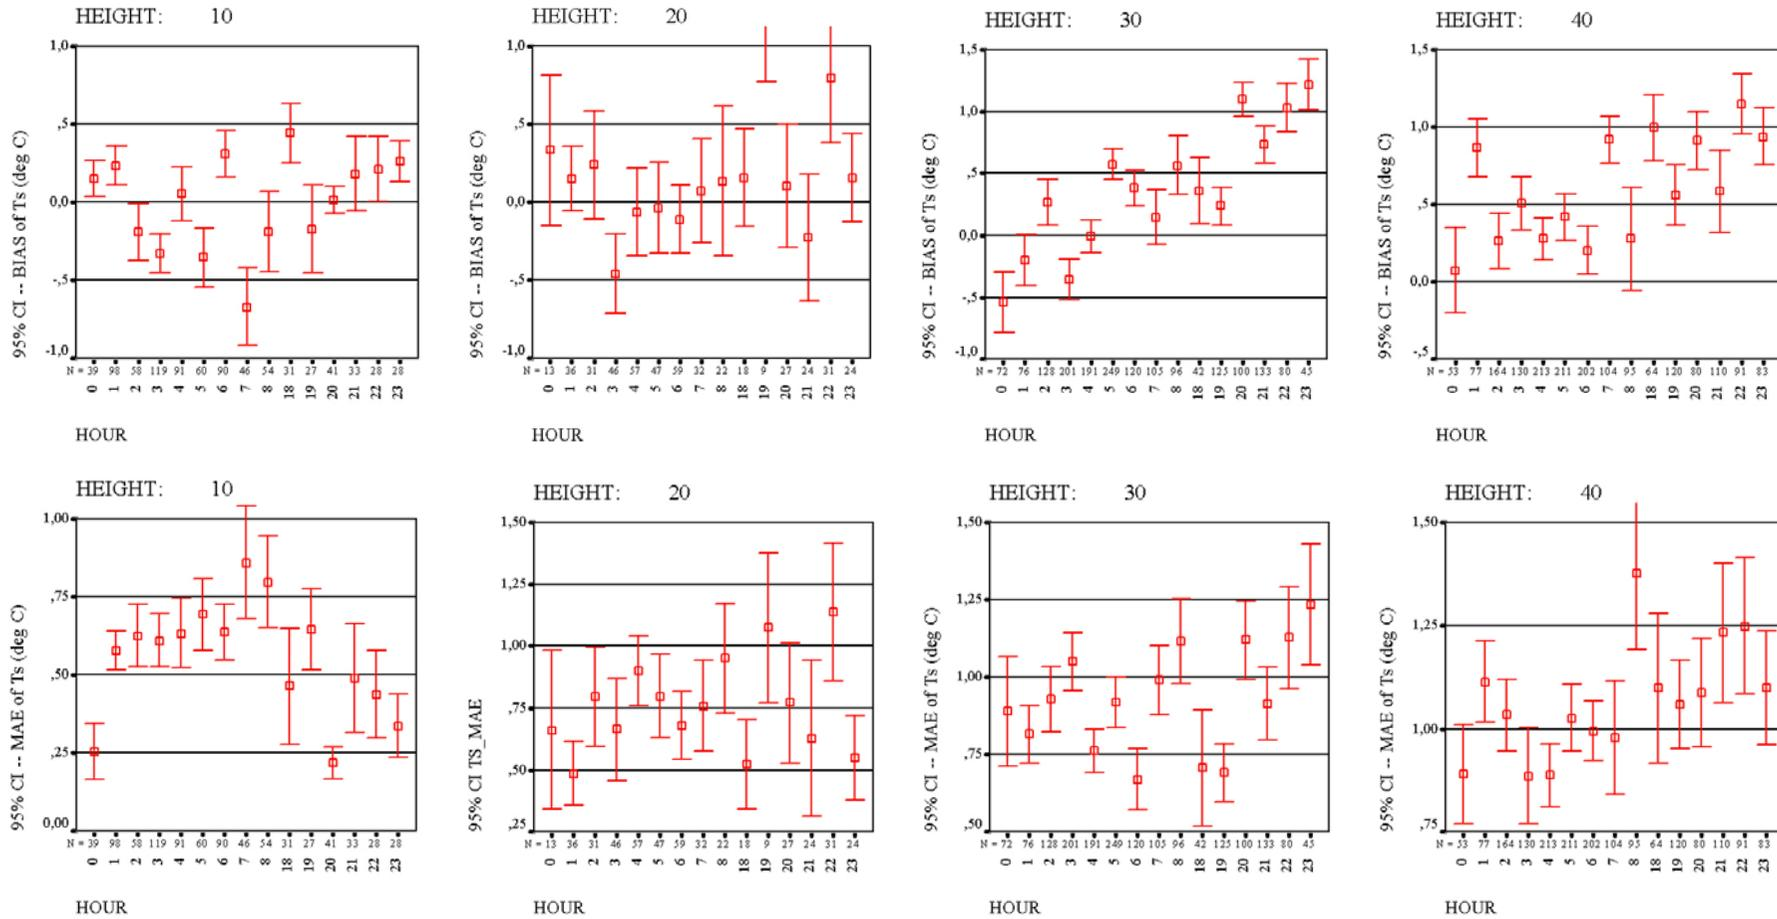 HEIGHT: 10
95% CI -- BIAS of Ts (deg C)
1,0
,5
0,0
-,5
-1,0
N = 39 98 58 119 91 60 90 46 54 31 27 41 33 28 28
0 1 2 3 4 5 6 7 8 18 19 20 21 22 23
HOUR
HEIGHT: 20
95% CI -- BIAS of Ts (deg C)
1,0
,5
0,0
-,5
-1,0
N = 13 36 31 46 57 47 59 32 22 18 9 27 24 31 24
0 1 2 3 4 5 6 7 8 18 19 20 21 22 23
HOUR
HEIGHT: 30
95% CI -- BIAS of Ts (deg C)
1,5
1,0
,5
0,0
-,5
-1,0
N = 72 76 128 201 191 249 120 105 96 42 125 100 133 80 45
0 1 2 3 4 5 6 7 8 18 19 20 21 22 23
HOUR
HEIGHT: 40
95% CI -- BIAS of Ts (deg C)
1,5
1,0
,5
0,0
-,5
N = 53 77 164 130 213 211 202 104 95 64 120 80 110 91 83
0 1 2 3 4 5 6 7 8 18 19 20 21 22 23
HOUR
HEIGHT: 10
95% CI -- MAE of Ts (deg C)
1,00
,75
,50
,25
0,00
N = 39 98 58 119 91 60 90 46 54 31 27 41 33 28 28
0 1 2 3 4 5 6 7 8 18 19 20 21 22 23
HOUR
HEIGHT: 20
95% CI TS_MAE
1,50
1,25
1,00
,75
,50
,25
N = 13 36 31 46 57 47 59 32 22 18 9 27 24 31 24
0 1 2 3 4 5 6 7 8 18 19 20 21 22 23
HOUR
HEIGHT: 30
95% CI -- MAE of Ts (deg C)
1,50
1,25
1,00
,75
,50
N = 72 76 128 201 191 249 120 105 96 42 125 100 133 80 45
0 1 2 3 4 5 6 7 8 18 19 20 21 22 23
HOUR
HEIGHT: 40
95% CI -- MAE of Ts (deg C)
1,50
1,25
1,00
,75
N = 53 77 164 130 213 211 202 104 95 64 120 80 110 91 83
0 1 2 3 4 5 6 7 8 18 19 20 21 22 23
HOUR